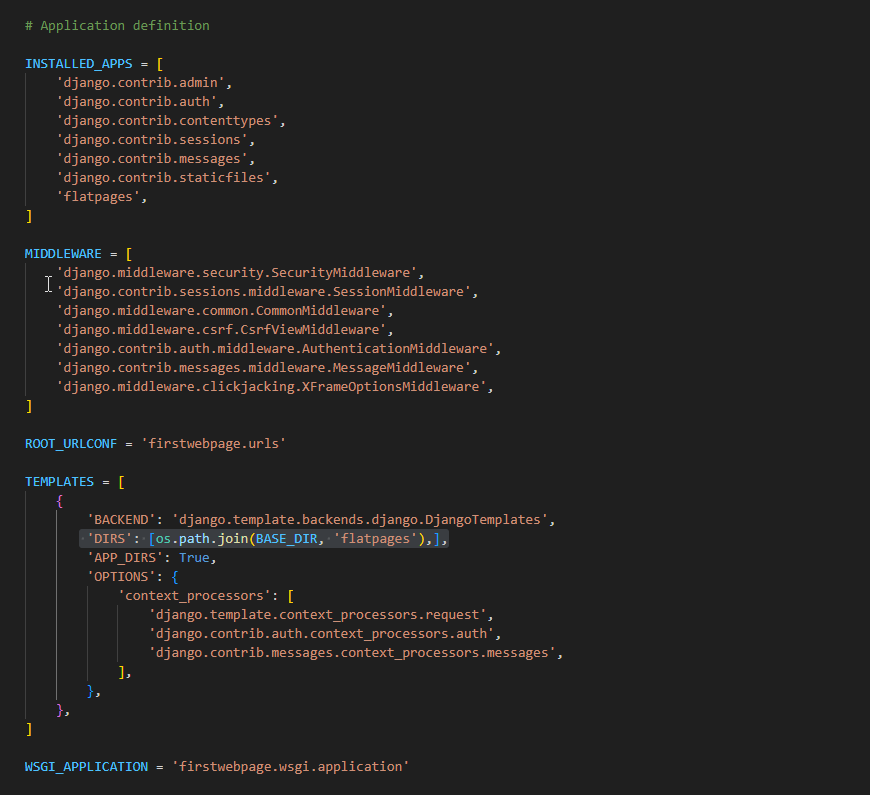 # Application definition
INSTALLED_APPS = [
'django.contrib.admin',
'django.contrib.auth',
'django.contrib.contenttypes',
'django.contrib.sessions',
'django.contrib.messages',
'django.contrib.staticfiles',
'flatpages',
]
MIDDLEWARE = [
'django.middleware.security.SecurityMiddleware',
'django.contrib.sessions.middleware.SessionMiddleware',
'django.middleware.common.CommonMiddleware',
'django.middleware.csrf.CsrfViewMiddleware',
'django.contrib.auth.middleware.AuthenticationMiddleware',
'django.contrib.messages.middleware.MessageMiddleware',
'django.middleware.clickjacking.XFrameOptionsMiddleware',
]
ROOT_URLCONF = 'firstwebpage.urls'
TEMPLATES = [
{
'BACKEND': 'django.template.backends.django.DjangoTemplates',
'DIRS': [os.path.join(BASE_DIR, 'flatpages'),],
'APP_DIRS': True,
'OPTIONS': {
'context_processors': [
'django.template.context_processors.request',
'django.contrib.auth.context_processors.auth',
'django.contrib.messages.context_processors.messages',
],
},
},
]
WSGI_APPLICATION = 'firstwebpage.wsgi.application'